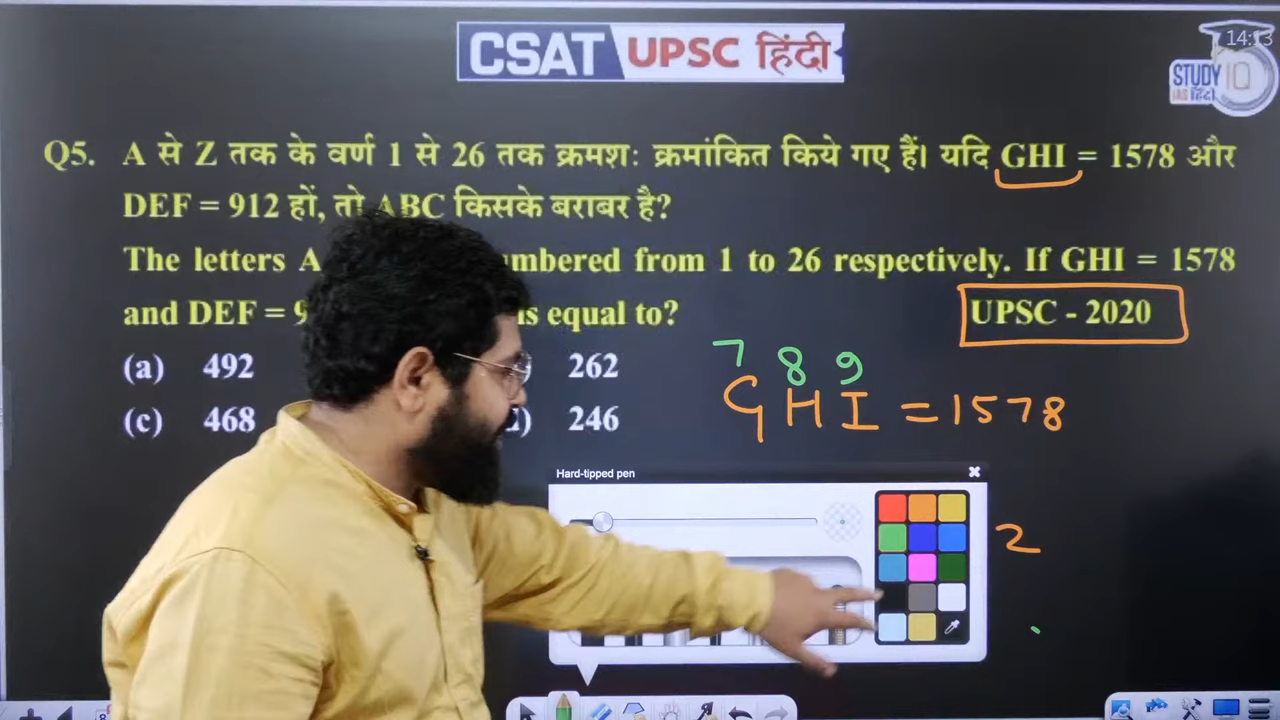 CSAT UPSC हिंदी
14:13
STUDY IQ
IAS हिंदी
Q5. A से Z तक के वर्ण 1 से 26 तक क्रमशः क्रमांकित किये गए हैं। यदि GHI = 1578 और
DEF = 912 हों, तो ABC किसके बराबर है?
The letters A mbered from 1 to 26 respectively. If GHI = 1578
and DEF = 9 is equal to?
UPSC - 2020
(a) 492 262
(c) 468 246
7 8 9
GHI = 1578
Hard-tipped pen
2